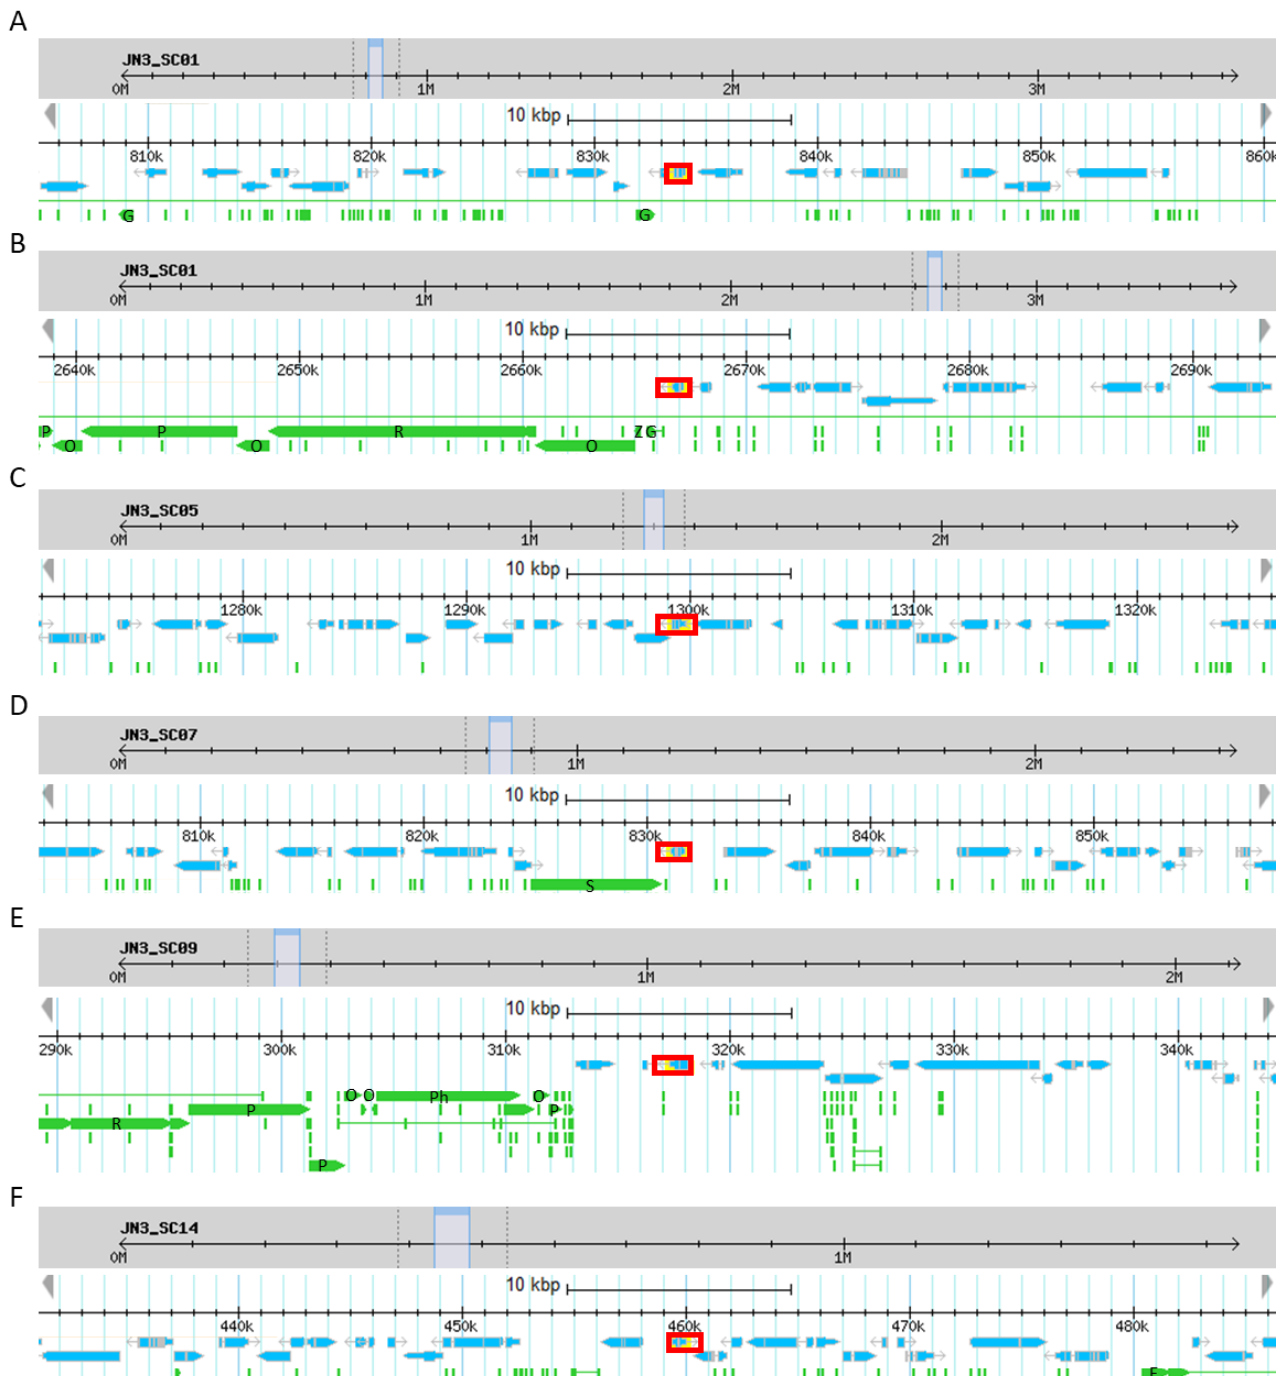 A
JN3_SC01
0M 1M 2M 3M
10 kbp
810k 820k 830k 840k 850k 860k
G G
B
JN3_SC01
0M 1M 2M 3M
10 kbp
2640k 2650k 2660k 2670k 2680k 2690k
P P R Z G
O O O
C
JN3_SC05
0M 1M 2M
10 kbp
1280k 1290k 1300k 1310k 1320k
D
JN3_SC07
0M 1M 2M
10 kbp
810k 820k 830k 840k 850k
S
E
JN3_SC09
0M 1M 2M
10 kbp
290k 300k 310k 320k 330k 340k
O O Ph O
P P
R
P
F
JN3_SC14
0M 1M
10 kbp
440k 450k 460k 470k 480k